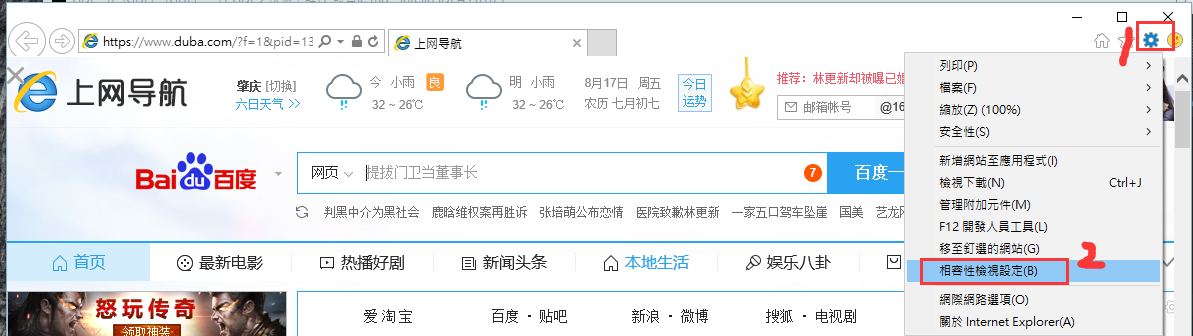 https://www.duba.com/?f=1&pid=13
上网导航
1
上网导航
肇庆 [切换]
六日天气 >>
今 小雨 良
32 ~ 26℃
明 小雨
32 ~ 26℃
8月17日 周五
农历 七月初七
今日
运势
推荐：林更新却被曝已婚
邮箱帐号
@16
列印(P)
檔案(F)
縮放(Z) (100%)
安全性(S)
新增網站至應用程式(I)
檢視下載(N) Ctrl+J
管理附加元件(M)
F12 開發人員工具(L)
移至釘選的網站(G)
相容性檢視設定(B)
2
網際網路選項(O)
關於 Internet Explorer(A)
Bai du 百度
网页 提拔门卫当董事长 7 百度一
判黑中介为黑社会 鹿晗维权案再胜诉 张培萌公布恋情 医院致歉林更新 一家五口驾车坠崖 国美 艺龙
首页 最新电影 热播好剧 新闻头条 本地生活 娱乐八卦
怒玩传奇
领取神装
爱淘宝 百度 · 贴吧 新浪 · 微博 搜狐 · 电视剧